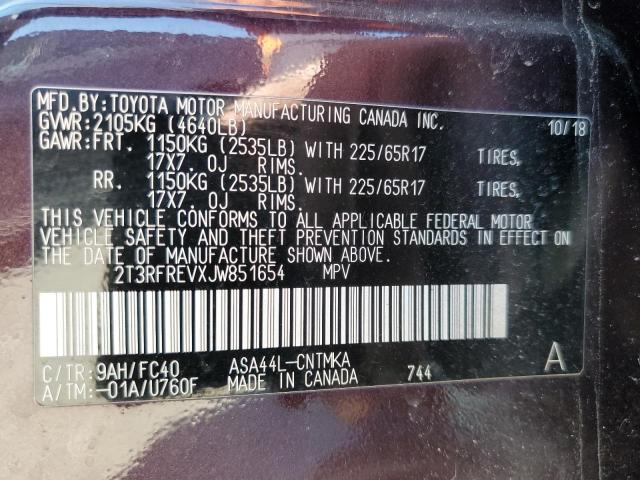 MFD.BY:TOYOTA MOTOR MANUFACTURING CANADA INC.
GVWR:2105KG (4640LB) 10/18
GAWR:FRT. 1150KG (2535LB) WITH 225/65R17 TIRES,
17X7. OJ RIMS.
RR. 1150KG (2535LB) WITH 225/65R17 TIRES,
17X7. OJ RIMS.
THIS VEHICLE CONFORMS TO ALL APPLICABLE FEDERAL MOTOR
VEHICLE SAFETY AND THEFT PREVENTION STANDARDS IN EFFECT ON
THE DATE OF MANUFACTURE SHOWN ABOVE.
2T3RFREVXJW851654 MPV
C/TR:9AH/FC40 ASA44L-CNTMKA A
A/TM:-01A/U760F MADE IN CANADA 744